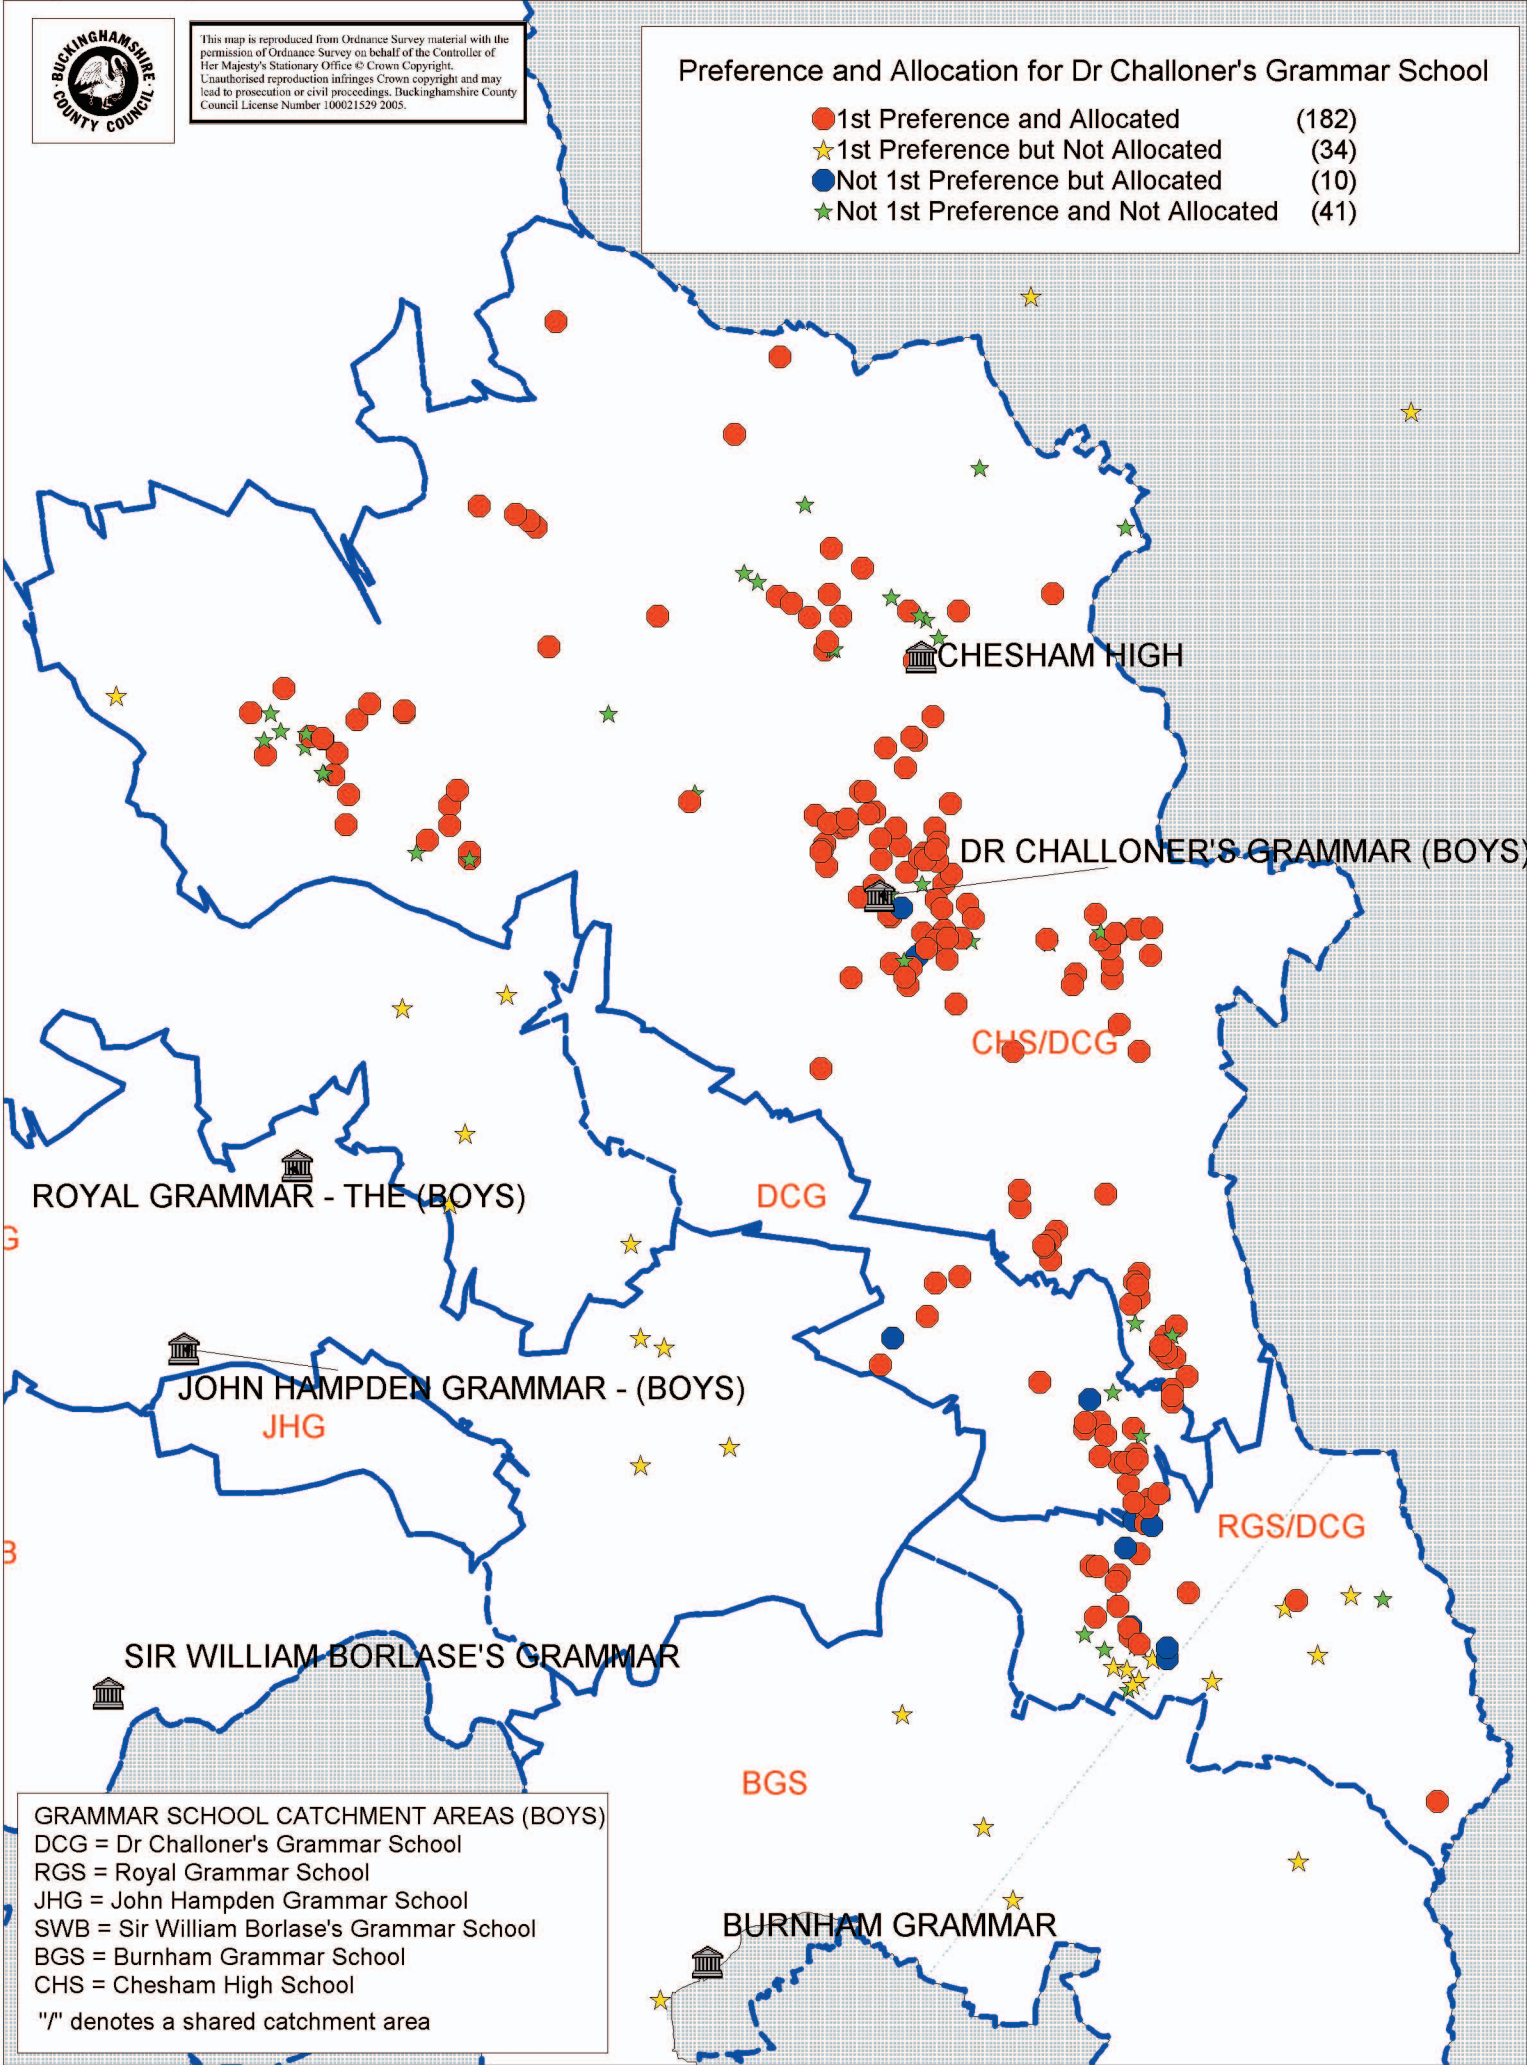 BUCKINGHAMSHIRE
COUNTY COUNCIL
This map is reproduced from Ordnance Survey material with the
permission of Ordnance Survey on behalf of the Controller of
Her Majesty's Stationary Office © Crown Copyright.
Unauthorised reproduction infringes Crown copyright and may
lead to prosecution or civil proceedings. Buckinghamshire County
Council License Number 100021529 2005.
Preference and Allocation for Dr Challoner's Grammar School
1st Preference and Allocated (182)
1st Preference but Not Allocated (34)
Not 1st Preference but Allocated (10)
Not 1st Preference and Not Allocated (41)
CHESHAM HIGH
DR CHALLONER'S GRAMMAR (BOYS)
CHS/DCG
ROYAL GRAMMAR - THE (BOYS)
DCG
G
JOHN HAMPDEN GRAMMAR - (BOYS)
JHG
RGS/DCG
B
SIR WILLIAM BORLASE'S GRAMMAR
BGS
BURNHAM GRAMMAR
GRAMMAR SCHOOL CATCHMENT AREAS (BOYS)
DCG = Dr Challoner's Grammar School
RGS = Royal Grammar School
JHG = John Hampden Grammar School
SWB = Sir William Borlase's Grammar School
BGS = Burnham Grammar School
CHS = Chesham High School
"/" denotes a shared catchment area